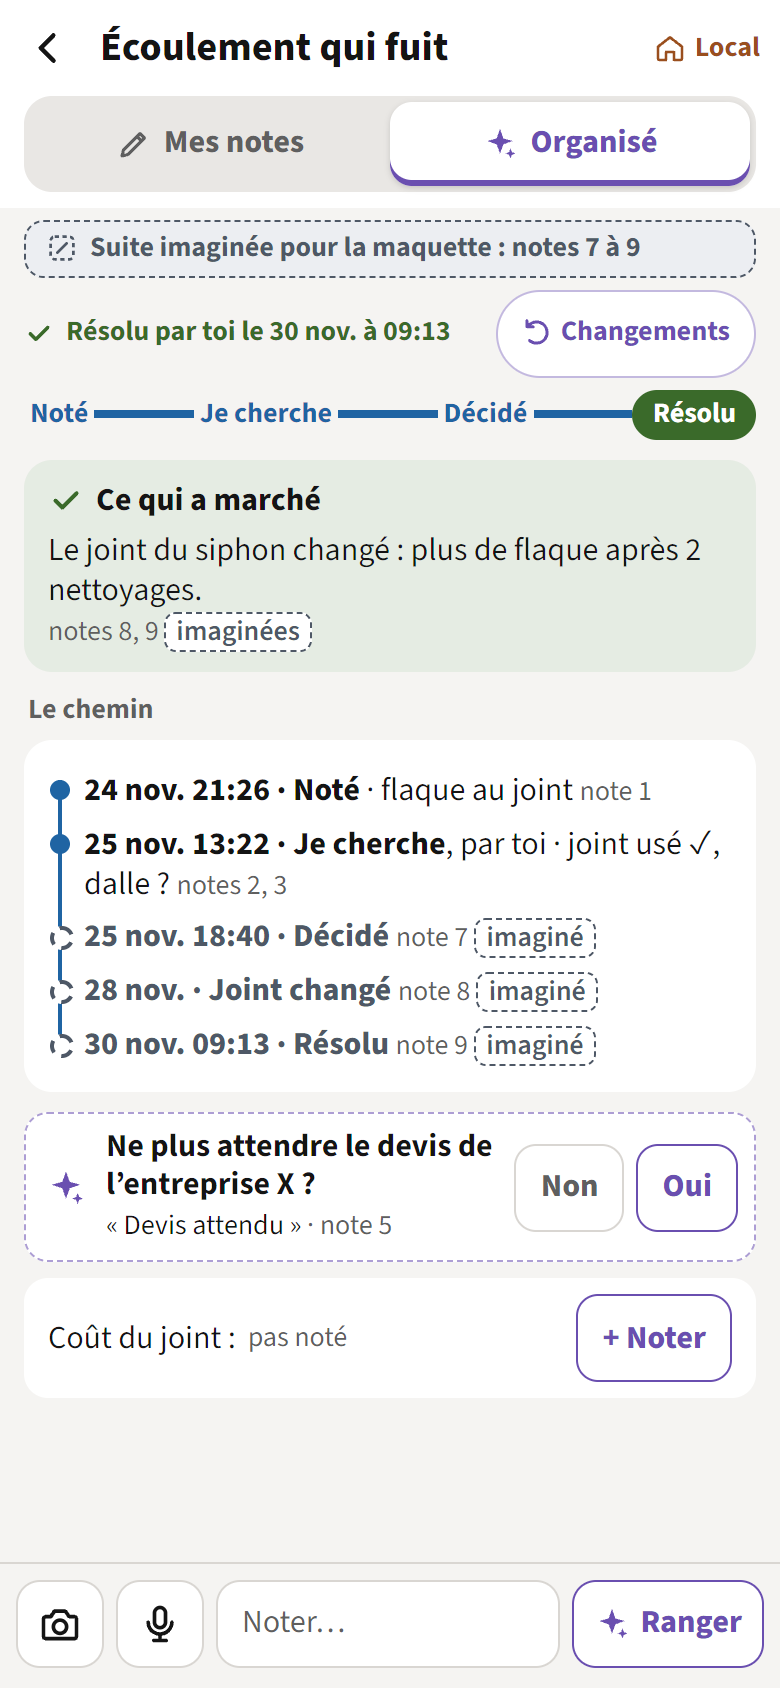 Écoulement qui fuit
Local
Mes notes
Organisé
Suite imaginée pour la maquette : notes 7 à 9
Résolu par toi le 30 nov. à 09:13
Changements
Noté
Je cherche
Décidé
Résolu
Ce qui a marché
Le joint du siphon changé : plus de flaque après 2
nettoyages.
notes 8, 9 imaginées
Le chemin
24 nov. 21:26 · Noté · flaque au joint note 1
25 nov. 13:22 · Je cherche, par toi · joint usé ✓,
dalle ? notes 2, 3
25 nov. 18:40 · Décidé note 7 imaginé
28 nov. · Joint changé note 8 imaginé
30 nov. 09:13 · Résolu note 9 imaginé
Ne plus attendre le devis de
l’entreprise X ?
« Devis attendu » · note 5
Non
Oui
Coût du joint : pas noté
+ Noter
Noter…
Ranger